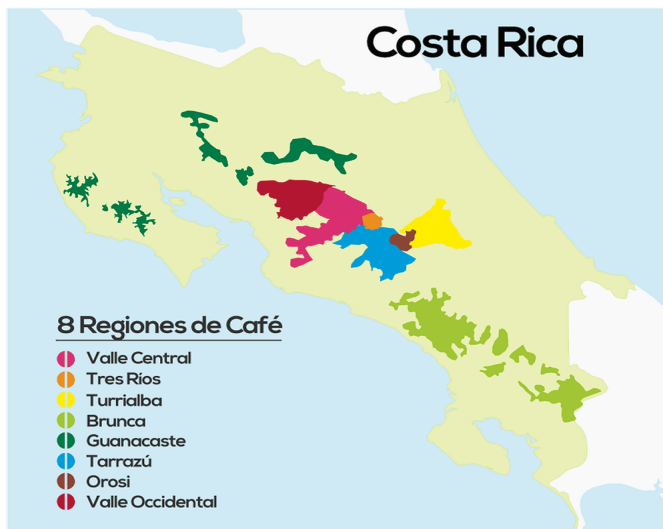 Costa Rica
8 Regiones de Café
Valle Central
Tres Ríos
Turrialba
Brunca
Guanacaste
Tarrazú
Orosi
Valle Occidental